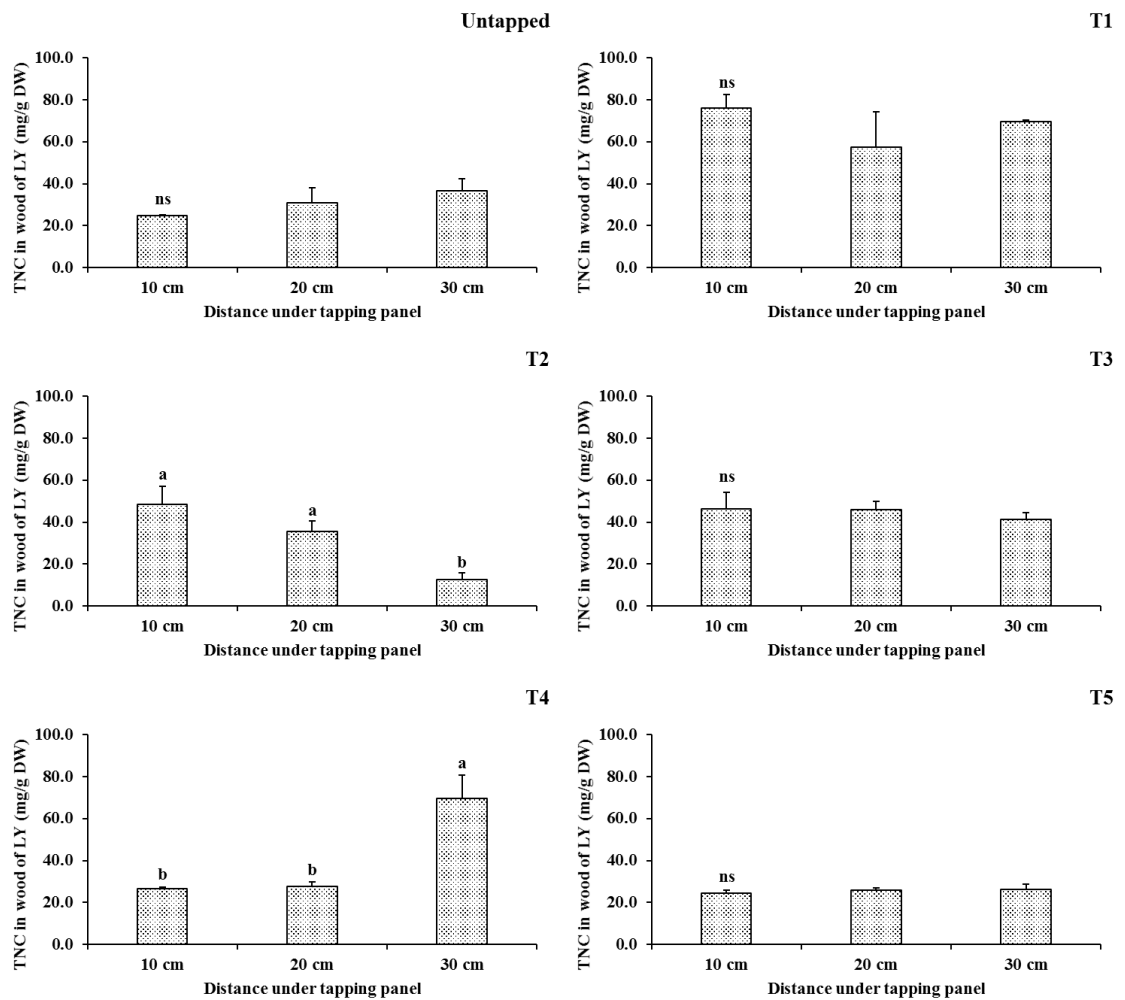 Untapped
TNC in wood of LY (mg/g DW)
100.0
80.0
60.0
40.0
20.0
0.0
ns
10 cm 20 cm 30 cm
Distance under tapping panel
T1
TNC in wood of LY (mg/g DW)
100.0
80.0
60.0
40.0
20.0
0.0
ns
10 cm 20 cm 30 cm
Distance under tapping panel
T2
TNC in wood of LY (mg/g DW)
100.0
80.0
60.0
40.0
20.0
0.0
a
a
b
10 cm 20 cm 30 cm
Distance under tapping panel
T3
TNC in wood of LY (mg/g DW)
100.0
80.0
60.0
40.0
20.0
0.0
ns
10 cm 20 cm 30 cm
Distance under tapping panel
T4
TNC in wood of LY (mg/g DW)
100.0
80.0
60.0
40.0
20.0
0.0
b
b
a
10 cm 20 cm 30 cm
Distance under tapping panel
T5
TNC in wood of LY (mg/g DW)
100.0
80.0
60.0
40.0
20.0
0.0
ns
10 cm 20 cm 30 cm
Distance under tapping panel